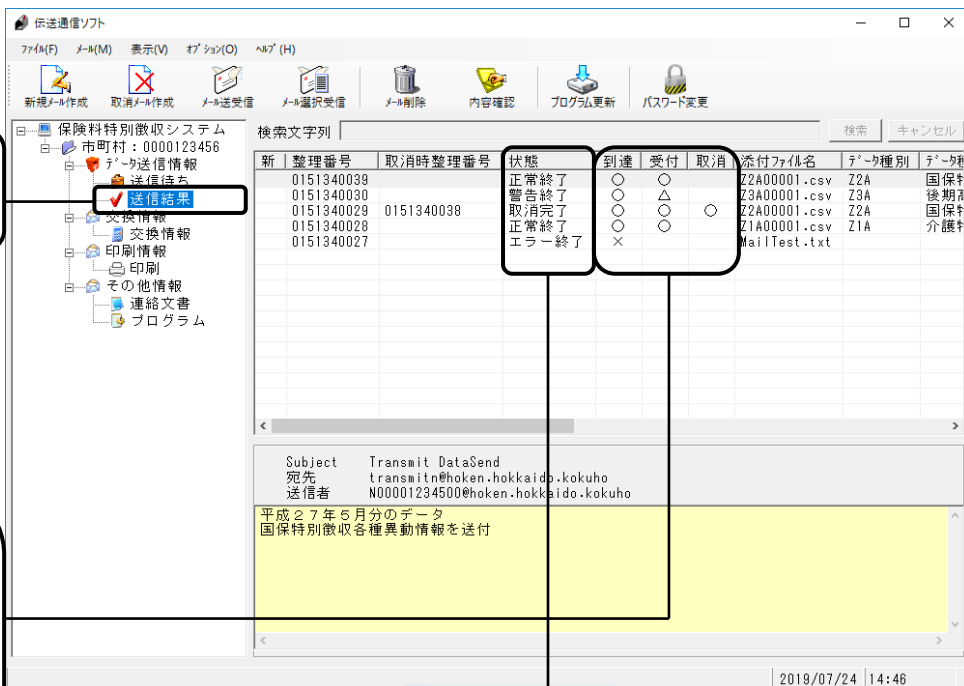 伝送通信ソフト
ファイル(F) メール(M) 表示(V) オプション(O) ヘルプ(H)
新規メール作成 取消メール作成 メール送受信 メール選択受信 メール削除 内容確認 プログラム更新 パスワード変更
保険料特別徴収システム
市町村：0000123456
データ送信情報
送信待ち
送信結果
交換情報
交換情報
印刷情報
印刷
その他情報
連絡文書
プログラム
検索文字列 検索 キャンセル
新 整理番号 取消時整理番号 状態 到達 受付 取消 添付ファイル名 データ種別 データ種
0151340039 正常終了 ○ ○ Z2A00001.csv Z2A 国保特
0151340030 警告終了 ○ △ Z3A00001.csv Z3A 後期高
0151340029 0151340038 取消完了 ○ ○ ○ Z2A00001.csv Z2A 国保特
0151340028 正常終了 ○ ○ Z1A00001.csv Z1A 介護特
0151340027 エラー終了 × MailTest.txt
Subject Transmit DataSend
宛先 transmitn@hoken.hokkaido.kokuho
送信者 N00001234500@hoken.hokkaido.kokuho
平成２７年５月分のデータ
国保特別徴収各種異動情報を送付
2019/07/24 14:46